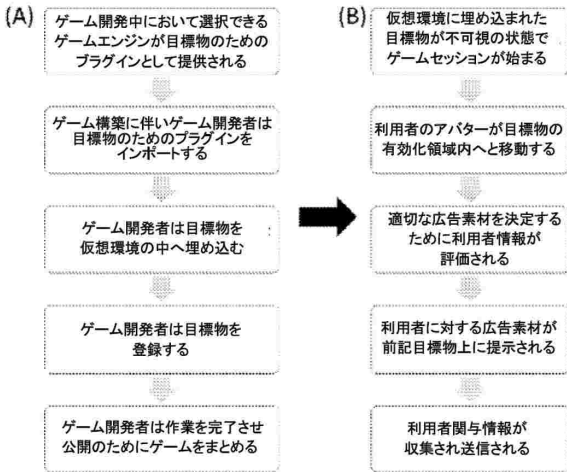 (A)
ゲーム開発中において選択できる
ゲームエンジンが目標物のための
プラグインとして提供される
ゲーム構築に伴いゲーム開発者は
目標物のためのプラグインを
インポートする
ゲーム開発者は目標物を
仮想環境の中へ埋め込む
ゲーム開発者は目標物を
登録する
ゲーム開発者は作業を完了させ
公開のためにゲームをまとめる
(B)
仮想環境に埋め込まれた
目標物が不可視の状態で
ゲームセッションが始まる
利用者のアバターが目標物の
有効化領域内へと移動する
適切な広告素材を決定する
ために利用者情報が
評価される
利用者に対する広告素材が
前記目標物上に提示される
利用者関与情報が
収集され送信される